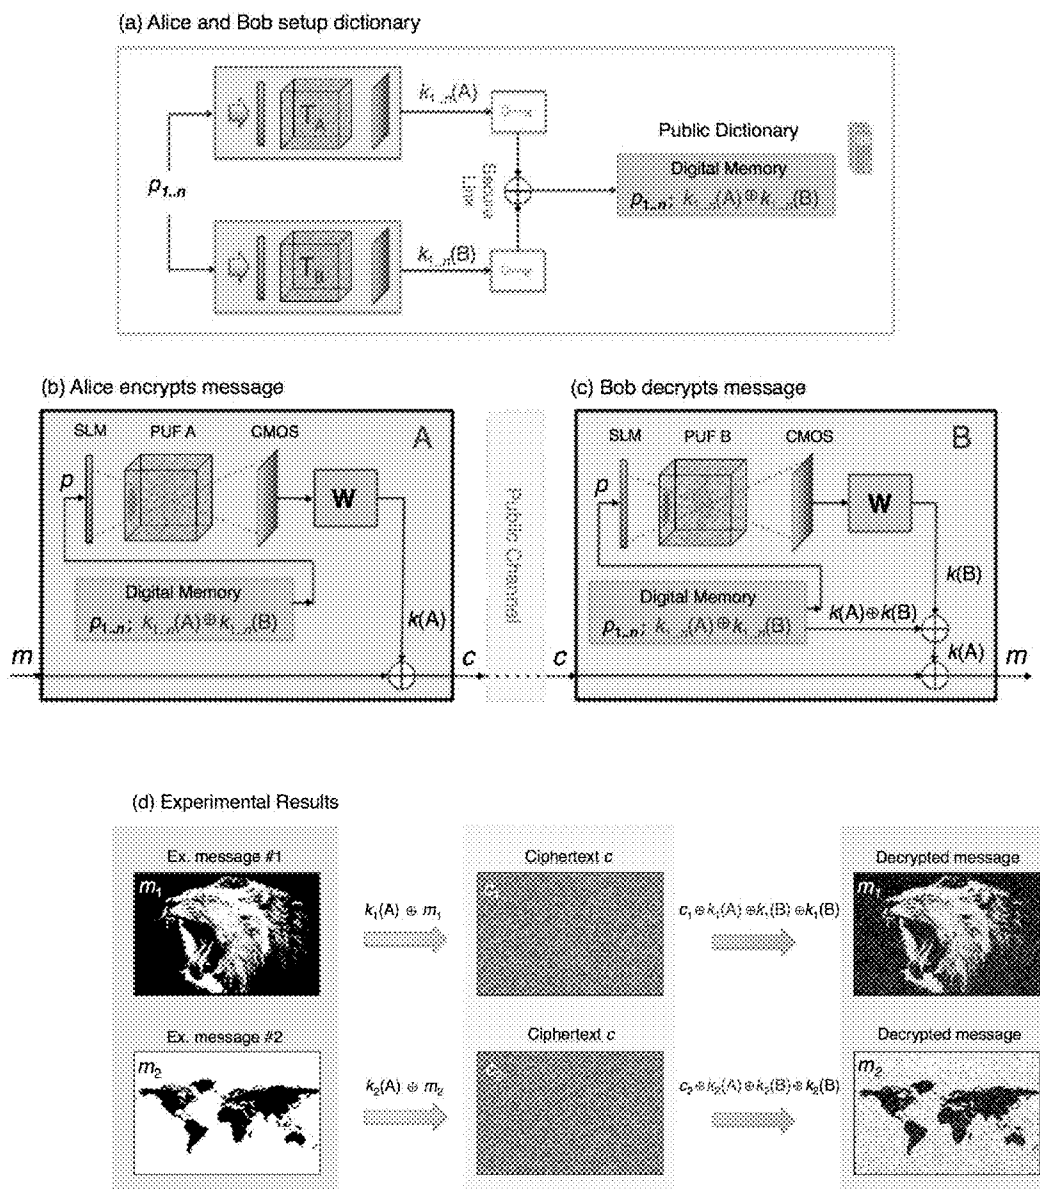 (a) Alice and Bob setup dictionary
k₁..ₙ(A)
Public Dictionary
Digital Memory
p₁..ₙ; k₁..ₙ(A)⊕k₁..ₙ(B)
p₁..ₙ
Secure
Link
k₁..ₙ(B)
(b) Alice encrypts message
SLM PUF A CMOS A
p
W
Digital Memory
p₁..ₙ; k₁..ₙ(A)⊕k₁..ₙ(B)
k(A)
m
c
Public Channel
(c) Bob decrypts message
SLM PUF B CMOS B
p
W
k(B)
Digital Memory
p₁..ₙ; k₁..ₙ(A)⊕k₁..ₙ(B)
k(A)⊕k(B)
k(A)
c
m
(d) Experimental Results
Ex. message #1 Ciphertext c Decrypted message
m₁ k₁(A) ⊕ m₁ c₁⊕k₁(A)⊕k₁(B)⊕k₁(B) m₁
Ex. message #2 Ciphertext c Decrypted message
m₂ k₂(A) ⊕ m₂ c₂⊕k₂(A)⊕k₂(B)⊕k₂(B) m₂